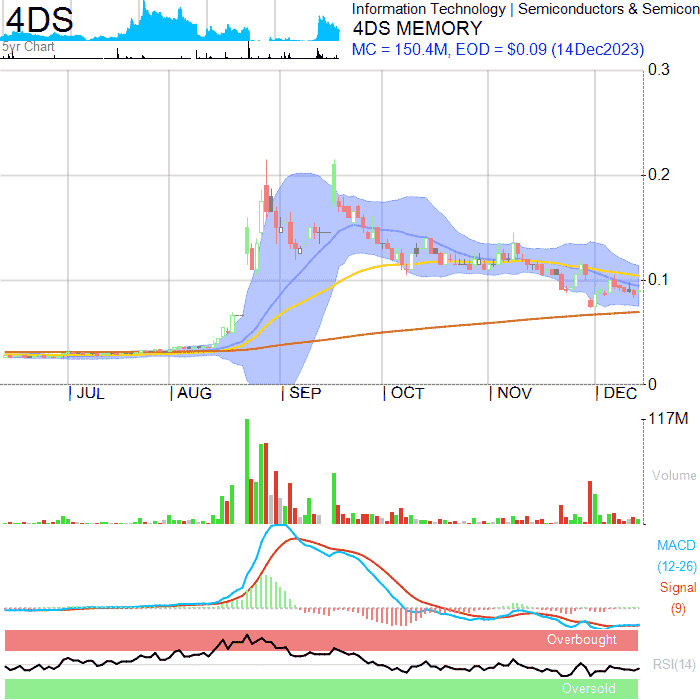 4DS
5yr Chart
Information Technology | Semiconductors & Semicon
4DS MEMORY
MC = 150.4M, EOD = $0.09 (14Dec2023)
0.3
0.2
0.1
0
| JUL | AUG | SEP | OCT | NOV | DEC
117M
Volume
MACD
(12-26)
Signal
(9)
Overbought
RSI(14)
Oversold